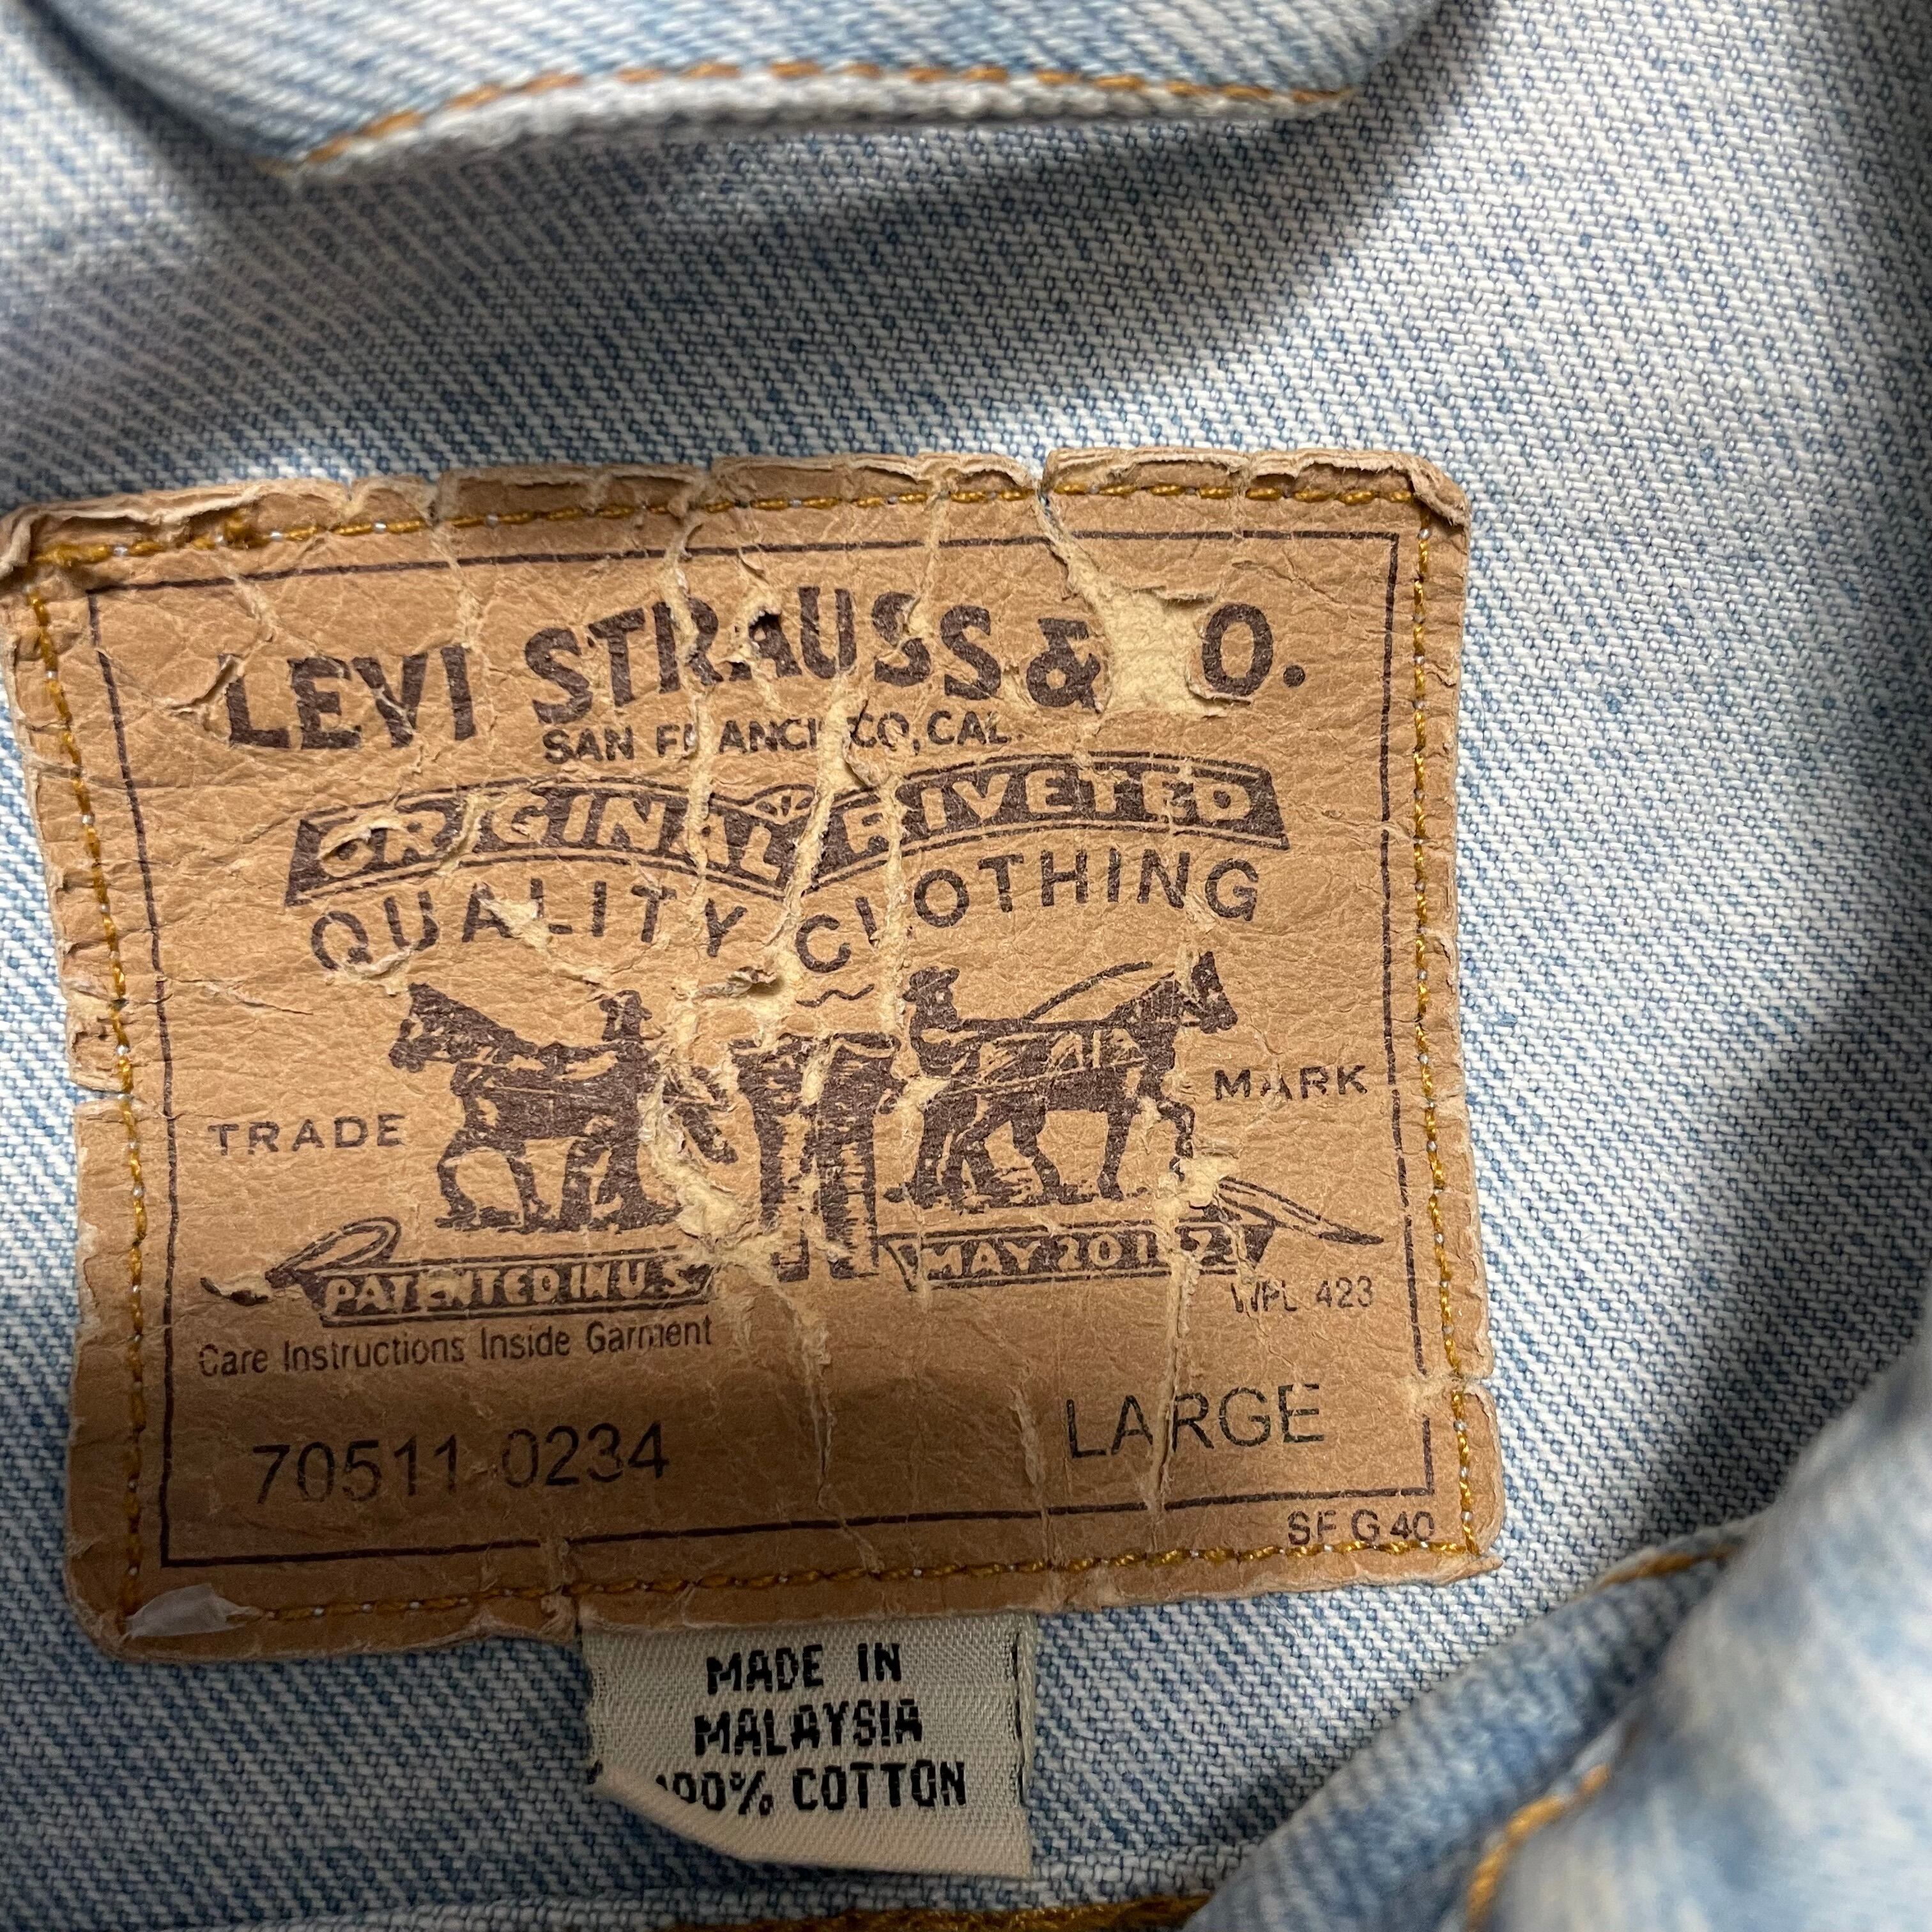 LEVI STRAUSS & CO.
SAN FRANCISCO, CAL.
ORIGINAL RIVETED
QUALITY CLOTHING
TRADE MARK
PATENTED IN U.S. MAY 20 1872
WPL 423
Care Instructions Inside Garment
70511 0234 LARGE
SF G 40
MADE IN
MALAYSIA
100% COTTON